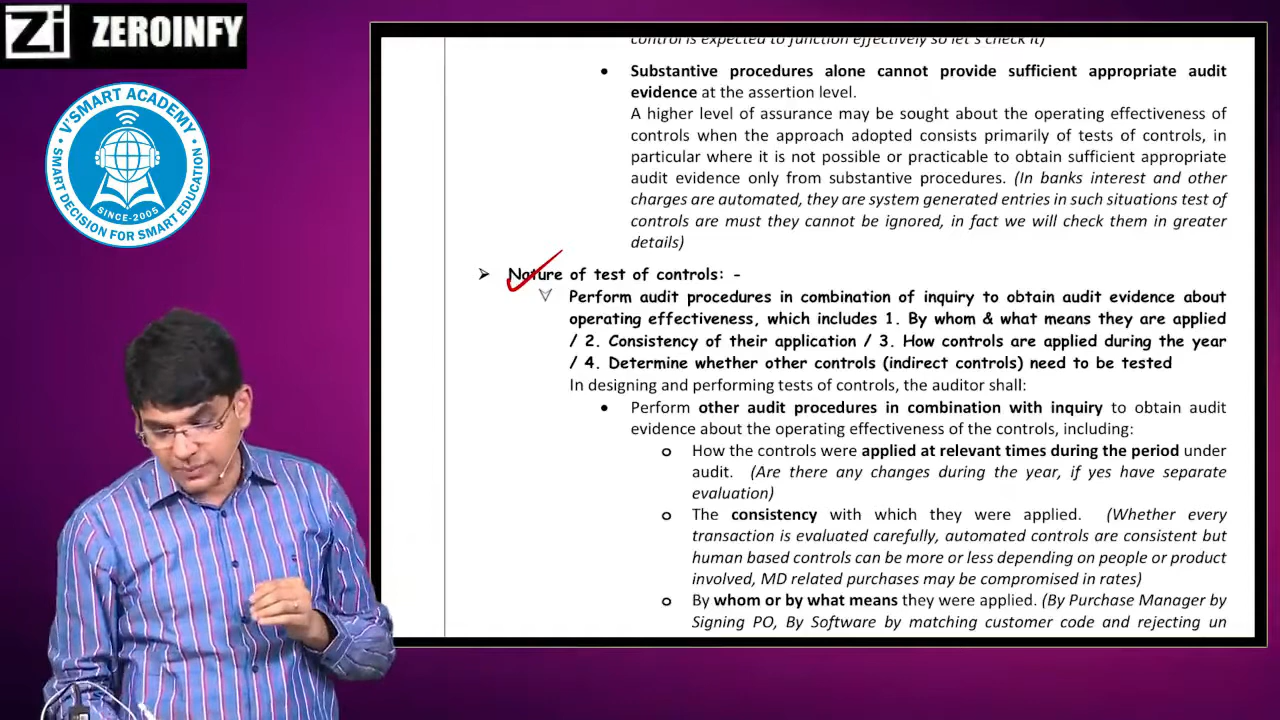 Zi ZEROINFY
V'SMART ACADEMY
SMART DECISION FOR SMART EDUCATION
SINCE-2005
control is expected to function effectively so let's check it)
• Substantive procedures alone cannot provide sufficient appropriate audit
evidence at the assertion level.
A higher level of assurance may be sought about the operating effectiveness of
controls when the approach adopted consists primarily of tests of controls, in
particular where it is not possible or practicable to obtain sufficient appropriate
audit evidence only from substantive procedures. (In banks interest and other
charges are automated, they are system generated entries in such situations test of
controls are must they cannot be ignored, in fact we will check them in greater
details)
➢ Nature of test of controls: -
Perform audit procedures in combination of inquiry to obtain audit evidence about
operating effectiveness, which includes 1. By whom & what means they are applied
/ 2. Consistency of their application / 3. How controls are applied during the year
/ 4. Determine whether other controls (indirect controls) need to be tested
In designing and performing tests of controls, the auditor shall:
• Perform other audit procedures in combination with inquiry to obtain audit
evidence about the operating effectiveness of the controls, including:
o How the controls were applied at relevant times during the period under
audit. (Are there any changes during the year, if yes have separate
evaluation)
o The consistency with which they were applied. (Whether every
transaction is evaluated carefully, automated controls are consistent but
human based controls can be more or less depending on people or product
involved, MD related purchases may be compromised in rates)
o By whom or by what means they were applied. (By Purchase Manager by
Signing PO, By Software by matching customer code and rejecting un